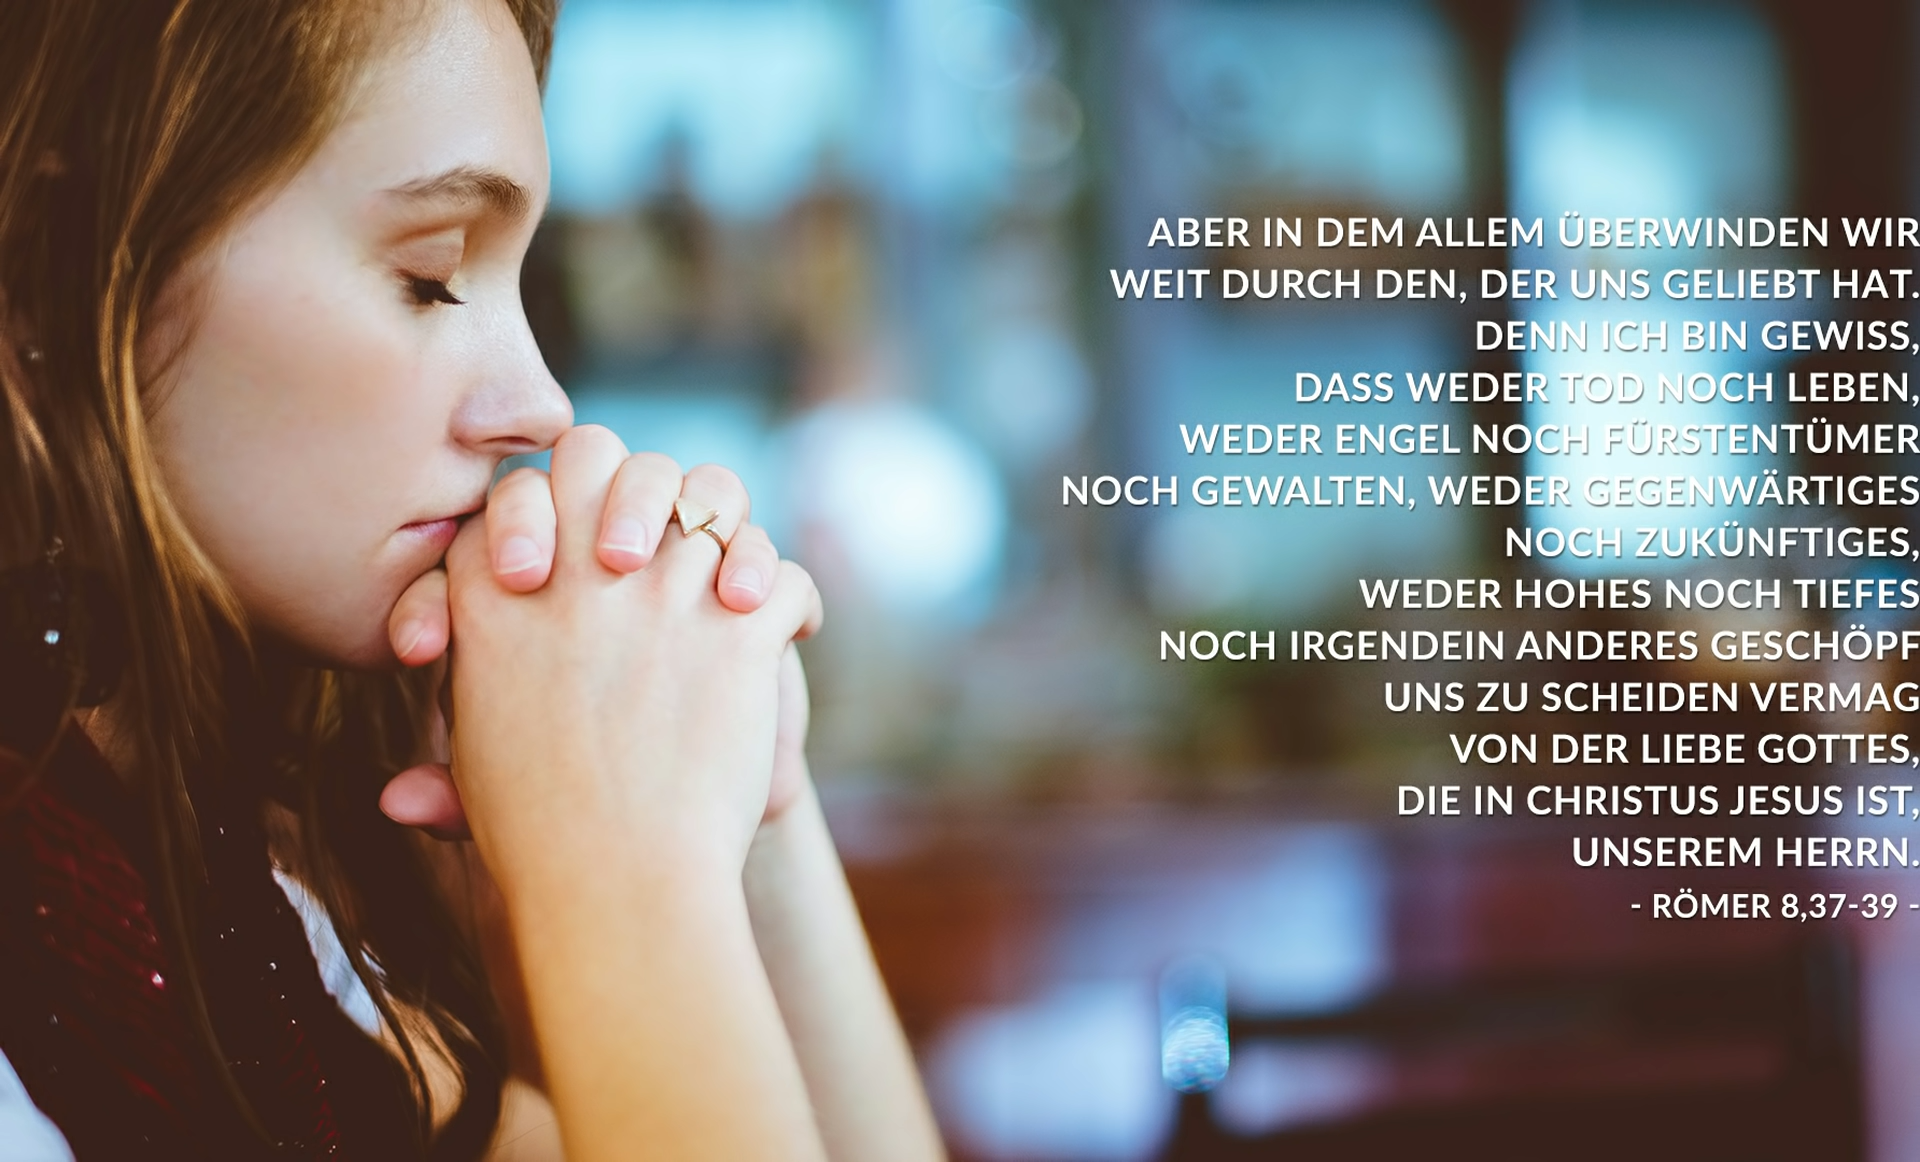 ABER IN DEM ALLEM ÜBERWINDEN WIR
WEIT DURCH DEN, DER UNS GELIEBT HAT.
DENN ICH BIN GEWISS,
DASS WEDER TOD NOCH LEBEN,
WEDER ENGEL NOCH FÜRSTENTÜMER
NOCH GEWALTEN, WEDER GEGENWÄRTIGES
NOCH ZUKÜNFTIGES,
WEDER HOHES NOCH TIEFES
NOCH IRGENDEIN ANDERES GESCHÖPF
UNS ZU SCHEIDEN VERMAG
VON DER LIEBE GOTTES,
DIE IN CHRISTUS JESUS IST,
UNSEREM HERRN.
- RÖMER 8,37-39 -